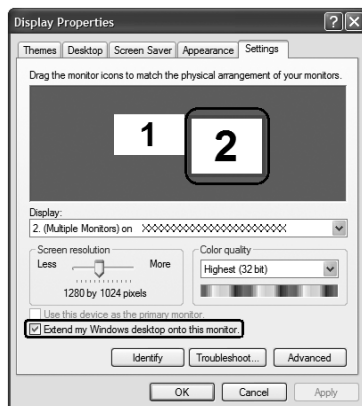 Display Properties
Themes Desktop Screen Saver Appearance Settings
Drag the monitor icons to match the physical arrangement of your monitors.
1 2
Display:
2. (Multiple Monitors) on XXXXXXXXXXXXXXXXXXXXXXX
Screen resolution Color quality
Less More Highest (32 bit)
1280 by 1024 pixels
Use this device as the primary monitor.
Extend my Windows desktop onto this monitor.
Identify Troubleshoot... Advanced
OK Cancel Apply